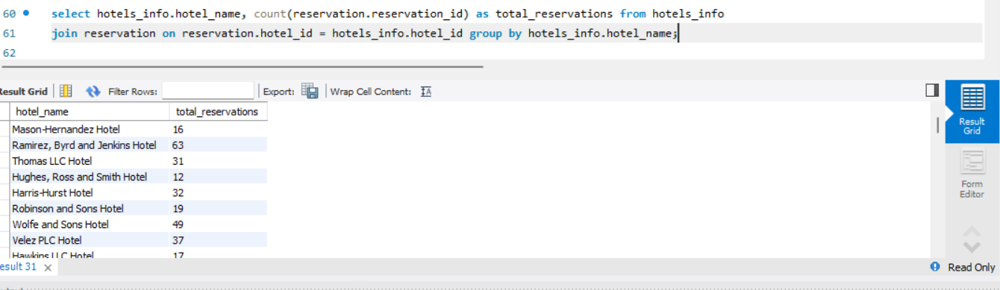 60 select hotels_info.hotel_name, count(reservation.reservation_id) as total_reservations from hotels_info
61 join reservation on reservation.hotel_id = hotels_info.hotel_id group by hotels_info.hotel_name;
62
Result Grid Filter Rows: Export: Wrap Cell Content:
hotel_name total_reservations
Mason-Hernandez Hotel 16
Ramirez, Byrd and Jenkins Hotel 63
Thomas LLC Hotel 31
Hughes, Ross and Smith Hotel 12
Harris-Hurst Hotel 32
Robinson and Sons Hotel 19
Wolfe and Sons Hotel 49
Velez PLC Hotel 37
Hawkins LLC Hotel 17
Result
Grid
Form
Editor
esult 31
Read Only